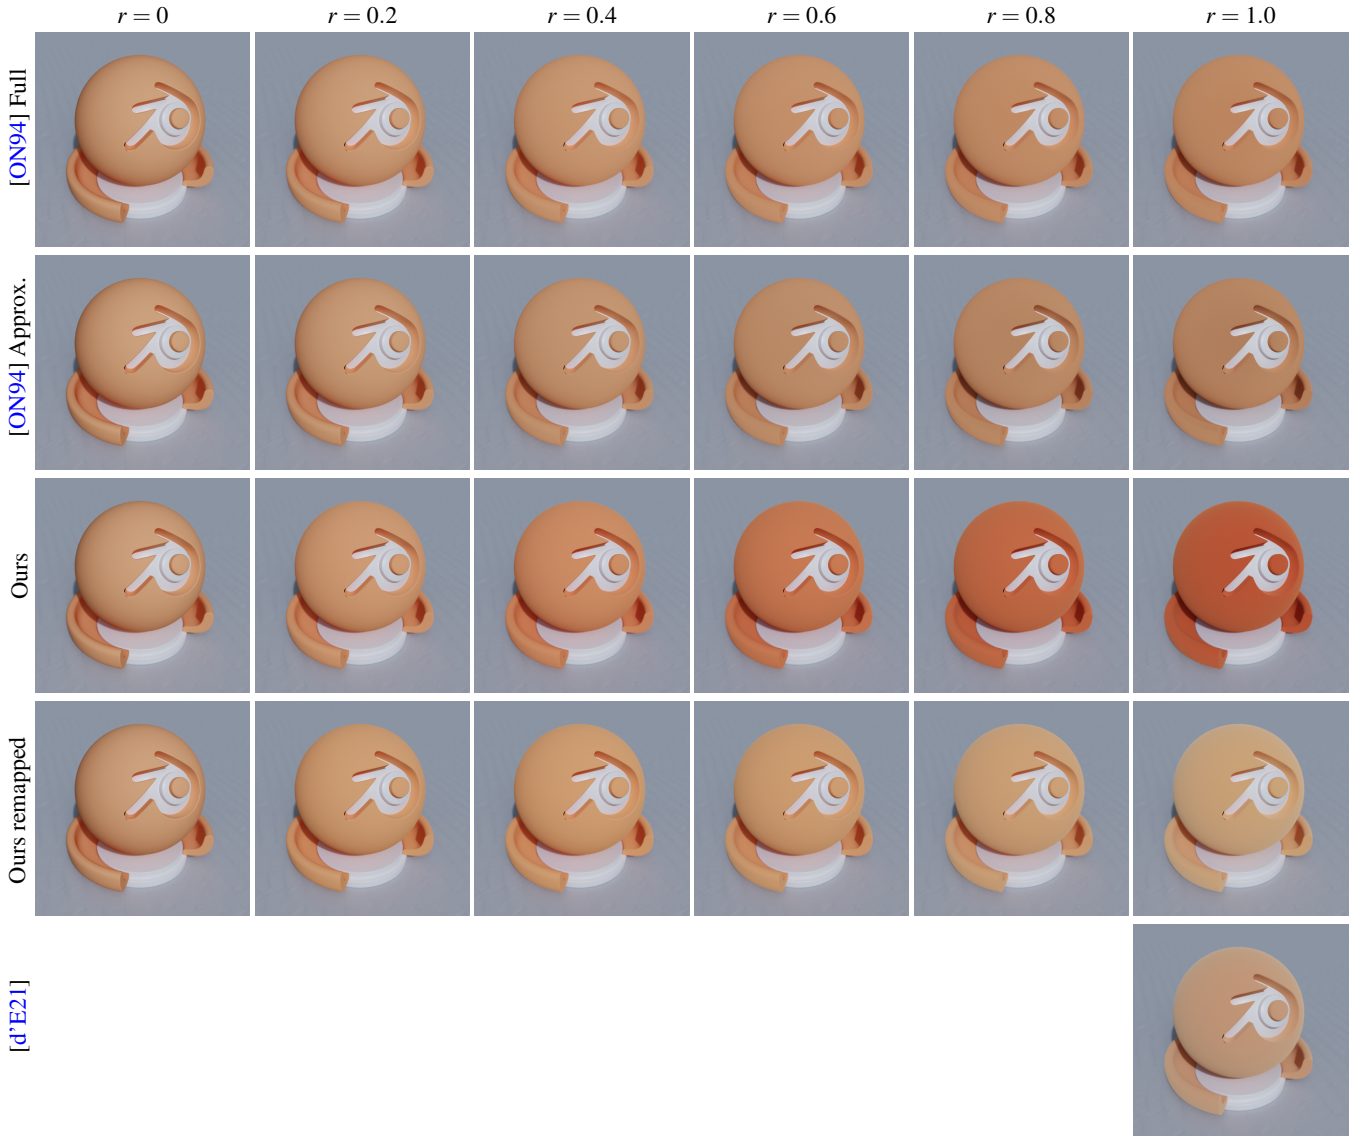 r = 0
r = 0.2
r = 0.4
r = 0.6
r = 0.8
r = 1.0
[ON94] Full
[ON94] Approx.
Ours
Ours remapped
[d’E21]